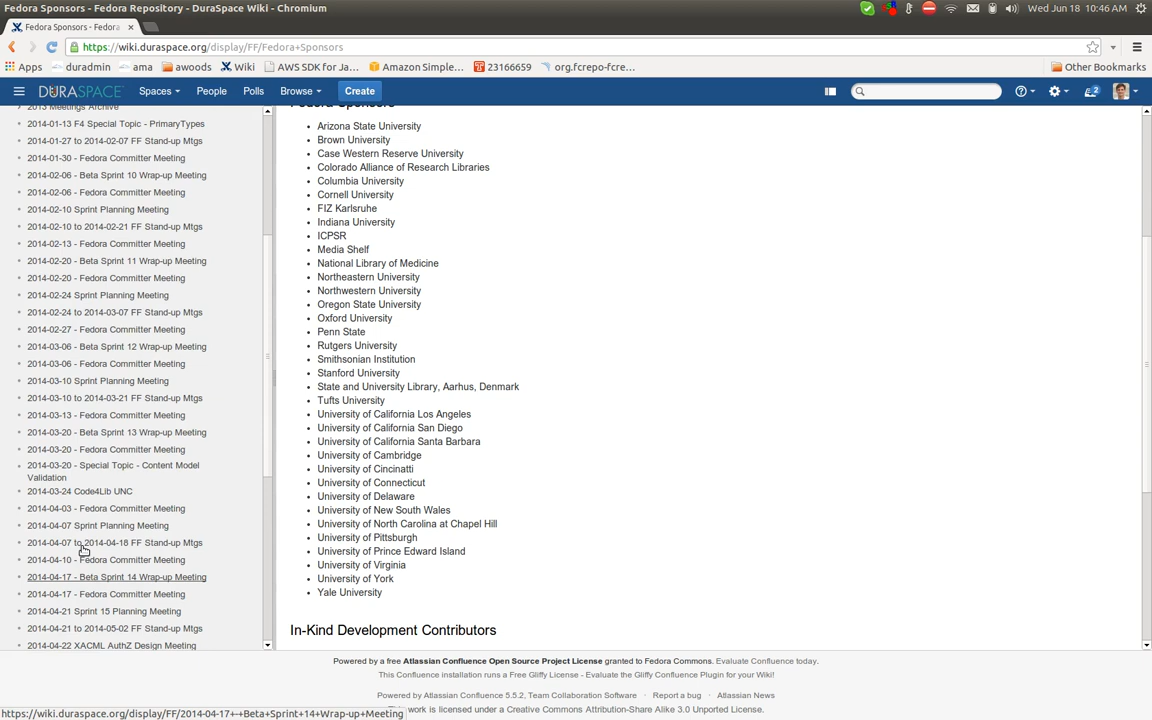 Fedora Sponsors - Fedora Repository - DuraSpace Wiki - Chromium
Wed Jun 18 10:46 AM
Fedora Sponsors - Fedora
https://wiki.duraspace.org/display/FF/Fedora+Sponsors
Apps duradmin ama awoods Wiki AWS SDK for Ja... Amazon Simple... 23166659 org.fcrepo-fcre... Other Bookmarks
DURASPACE Spaces People Polls Browse Create 2
2013 Meetings Archive
2014-01-13 F4 Special Topic - PrimaryTypes
2014-01-27 to 2014-02-07 FF Stand-up Mtgs
2014-01-30 - Fedora Committer Meeting
2014-02-06 - Beta Sprint 10 Wrap-up Meeting
2014-02-06 - Fedora Committer Meeting
2014-02-10 Sprint Planning Meeting
2014-02-10 to 2014-02-21 FF Stand-up Mtgs
2014-02-13 - Fedora Committer Meeting
2014-02-20 - Beta Sprint 11 Wrap-up Meeting
2014-02-20 - Fedora Committer Meeting
2014-02-24 Sprint Planning Meeting
2014-02-24 to 2014-03-07 FF Stand-up Mtgs
2014-02-27 - Fedora Committer Meeting
2014-03-06 - Beta Sprint 12 Wrap-up Meeting
2014-03-06 - Fedora Committer Meeting
2014-03-10 Sprint Planning Meeting
2014-03-10 to 2014-03-21 FF Stand-up Mtgs
2014-03-13 - Fedora Committer Meeting
2014-03-20 - Beta Sprint 13 Wrap-up Meeting
2014-03-20 - Fedora Committer Meeting
2014-03-20 - Special Topic - Content Model
Validation
2014-03-24 Code4Lib UNC
2014-04-03 - Fedora Committer Meeting
2014-04-07 Sprint Planning Meeting
2014-04-07 to 2014-04-18 FF Stand-up Mtgs
2014-04-10 - Fedora Committer Meeting
2014-04-17 - Beta Sprint 14 Wrap-up Meeting
2014-04-17 - Fedora Committer Meeting
2014-04-21 Sprint 15 Planning Meeting
2014-04-21 to 2014-05-02 FF Stand-up Mtgs
2014-04-22 XACML AuthZ Design Meeting
Fedora Sponsors
Arizona State University
Brown University
Case Western Reserve University
Colorado Alliance of Research Libraries
Columbia University
Cornell University
FIZ Karlsruhe
Indiana University
ICPSR
Media Shelf
National Library of Medicine
Northeastern University
Northwestern University
Oregon State University
Oxford University
Penn State
Rutgers University
Smithsonian Institution
Stanford University
State and University Library, Aarhus, Denmark
Tufts University
University of California Los Angeles
University of California San Diego
University of California Santa Barbara
University of Cambridge
University of Cincinatti
University of Connecticut
University of Delaware
University of New South Wales
University of North Carolina at Chapel Hill
University of Pittsburgh
University of Prince Edward Island
University of Virginia
University of York
Yale University
In-Kind Development Contributors
Powered by a free Atlassian Confluence Open Source Project License granted to Fedora Commons. Evaluate Confluence today.
This Confluence installation runs a Free Gliffy License - Evaluate the Gliffy Confluence Plugin for your Wiki!
Powered by Atlassian Confluence 5.5.2, Team Collaboration Software · Report a bug · Atlassian News
work is licensed under a Creative Commons Attribution-Share Alike 3.0 Unported License.
https://wiki.duraspace.org/display/FF/2014-04-17+-+Beta+Sprint+14+Wrap-up+Meeting